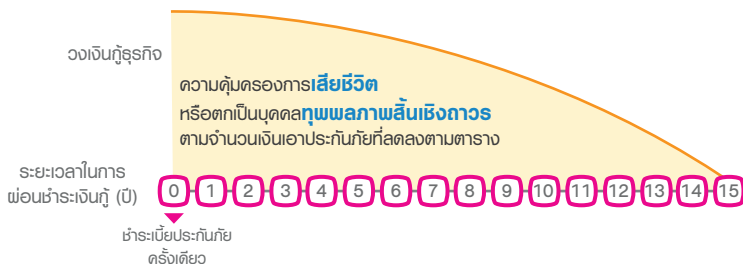 วงเงินกู้ธุรกิจ
ความคุ้มครองการเสียชีวิต
หรือตกเป็นบุคคลทุพพลภาพสิ้นเชิงถาวร
ตามจำนวนเงินเอาประกันภัยที่ลดลงตามตาราง
ระยะเวลาในการ
ผ่อนชำระเงินกู้ (ปี)
0 1 2 3 4 5 6 7 8 9 10 11 12 13 14 15
ชำระเบี้ยประกันภัย
ครั้งเดียว